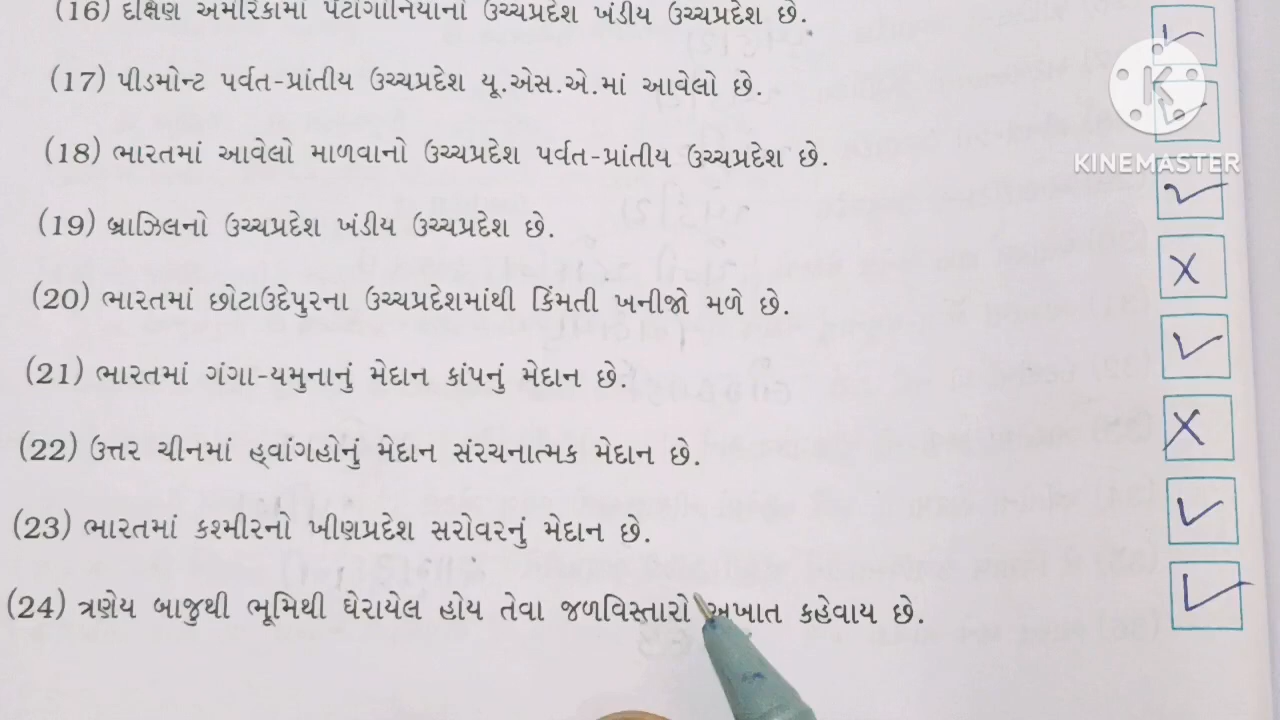 (16) દક્ષિણ અમેરિકામાં પેટાગોનિયાનો ઉચ્ચપ્રદેશ ખંડીય ઉચ્ચપ્રદેશ છે.
(17) પીડમોન્ટ પર્વત-પ્રાંતીય ઉચ્ચપ્રદેશ યૂ.એસ.એ.માં આવેલો છે.
KINEMASTER
(18) ભારતમાં આવેલો માળવાનો ઉચ્ચપ્રદેશ પર્વત-પ્રાંતીય ઉચ્ચપ્રદેશ છે.
(19) બ્રાઝિલનો ઉચ્ચપ્રદેશ ખંડીય ઉચ્ચપ્રદેશ છે.
(20) ભારતમાં છોટાઉદેપુરના ઉચ્ચપ્રદેશમાંથી કિંમતી ખનીજો મળે છે.
(21) ભારતમાં ગંગા-યમુનાનું મેદાન કાંપનું મેદાન છે.
(22) ઉત્તર ચીનમાં હ્વાંગહોનું મેદાન સંરચનાત્મક મેદાન છે.
(23) ભારતમાં કશ્મીરનો ખીણપ્રદેશ સરોવરનું મેદાન છે.
(24) ત્રણેય બાજુથી ભૂમિથી ઘેરાયેલ હોય તેવા જળવિસ્તારો અખાત કહેવાય છે.